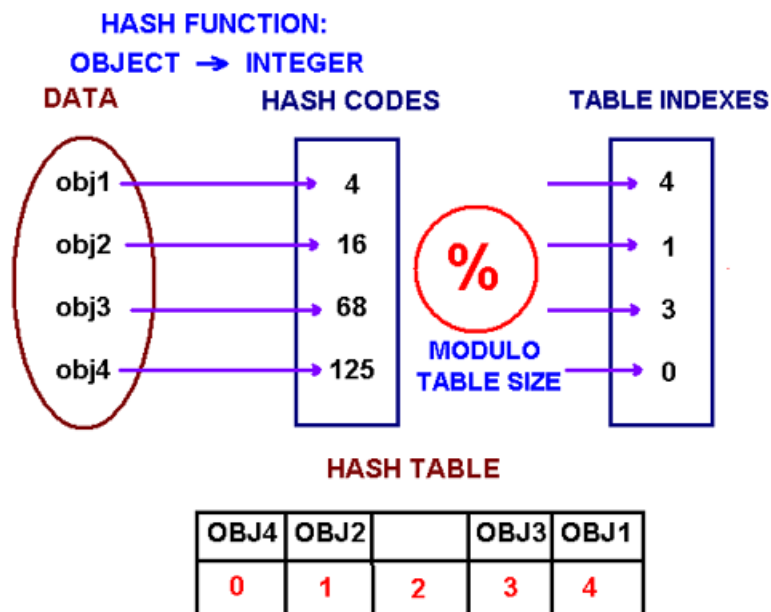 HASH FUNCTION:
OBJECT → INTEGER
DATA HASH CODES TABLE INDEXES
obj1 4 4
obj2 16 1
%
obj3 68 3
MODULO
obj4 125 0
TABLE SIZE
HASH TABLE
OBJ4 OBJ2 OBJ3 OBJ1
0 1 2 3 4